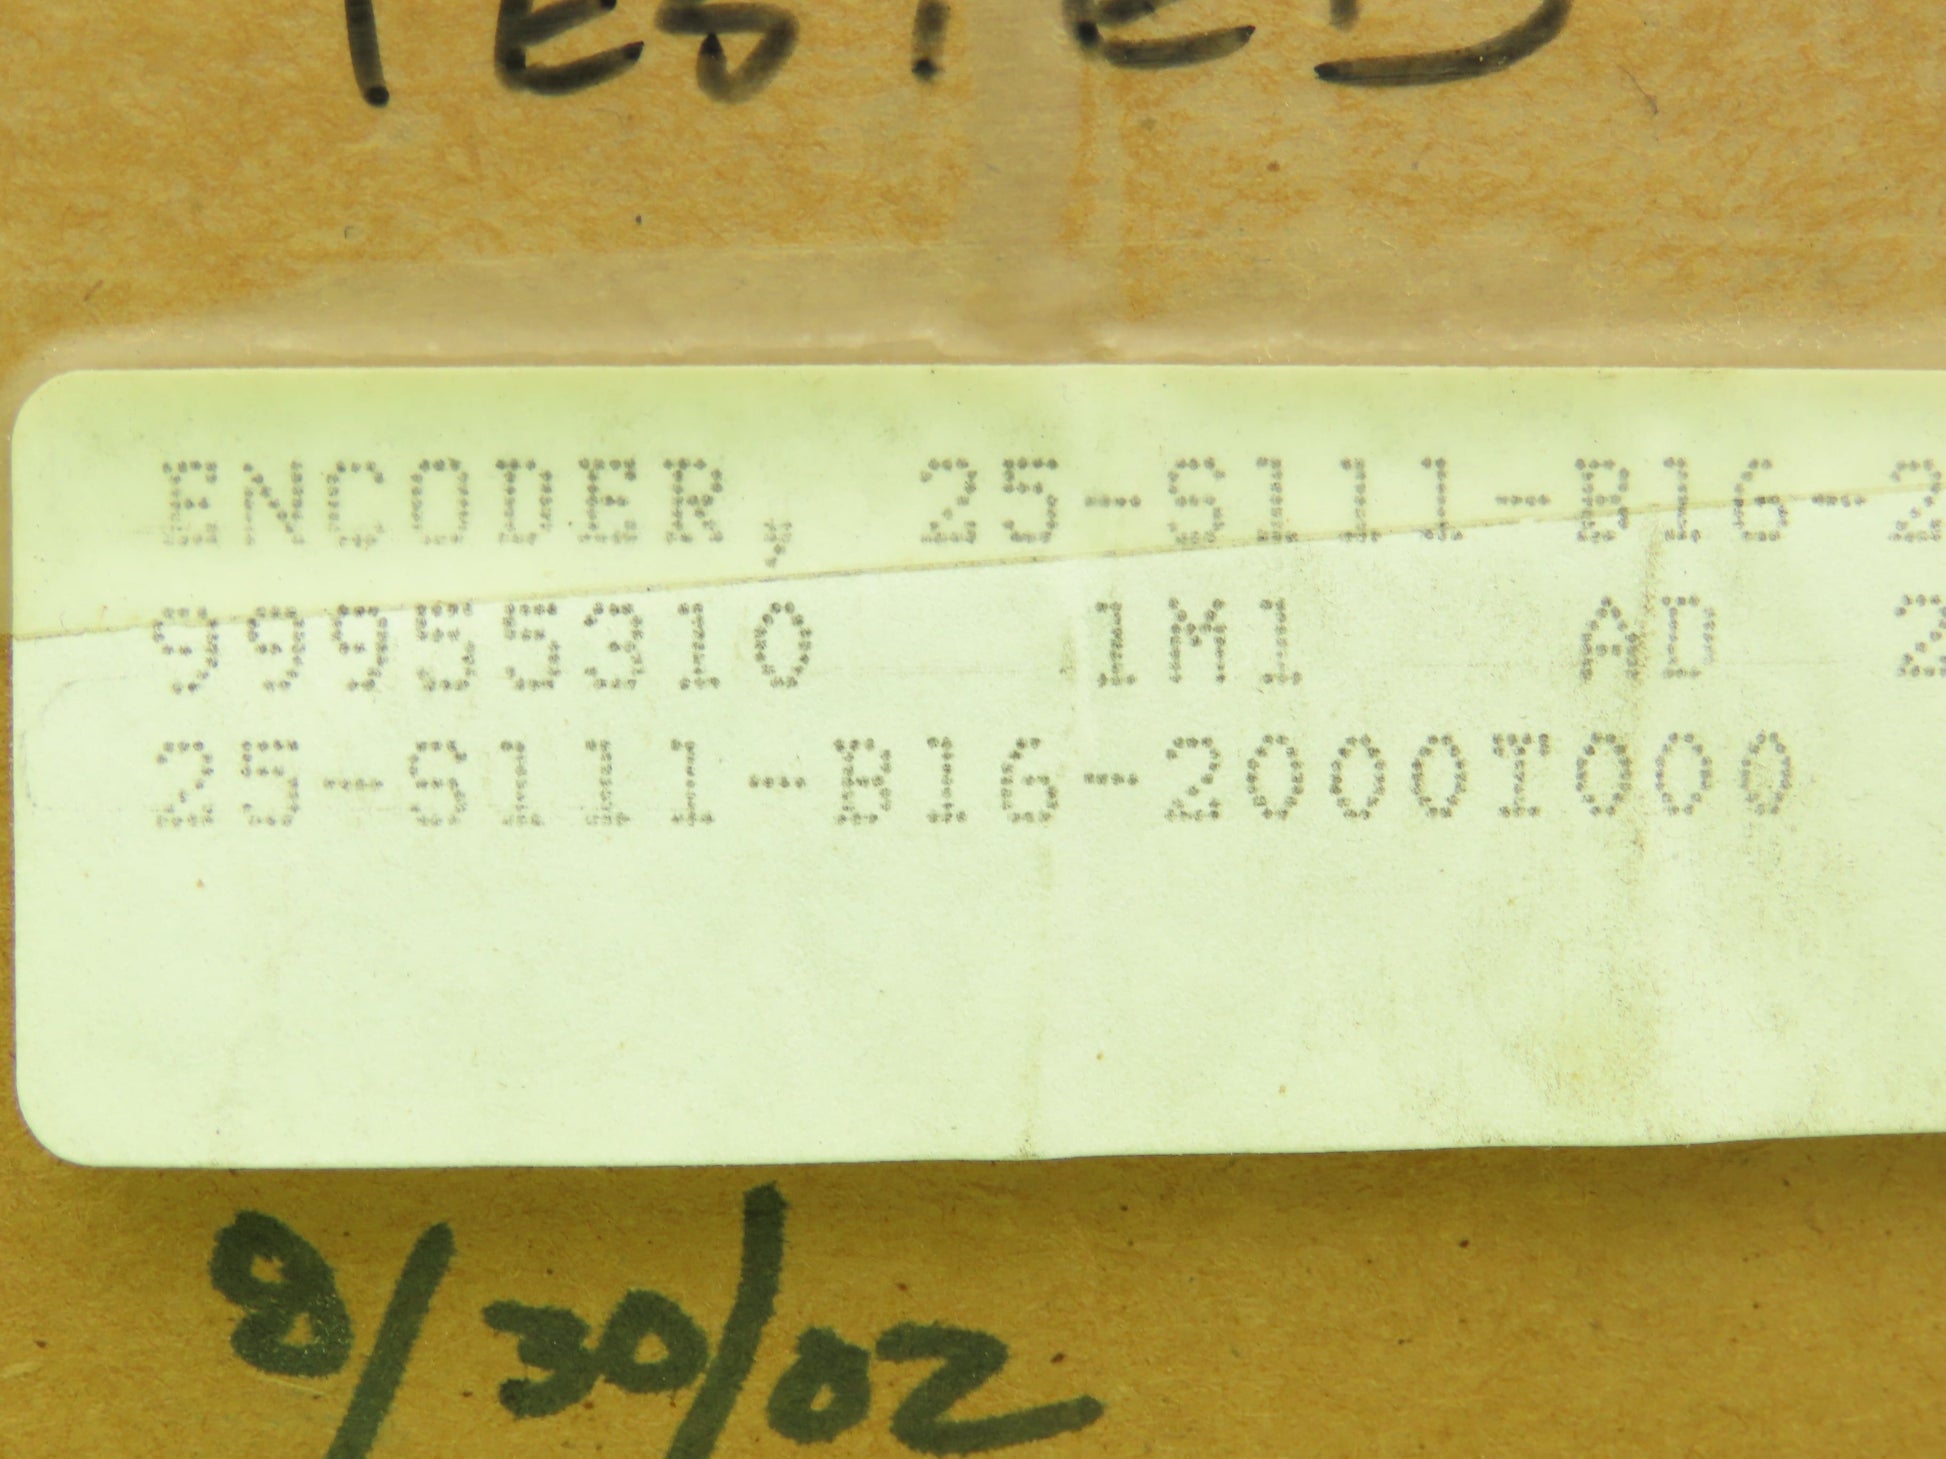 TESTED
ENCODER, 25-S111-B16-2
99955310 1M1 AD 2
25-S111-B16-2000T000
8/30/02